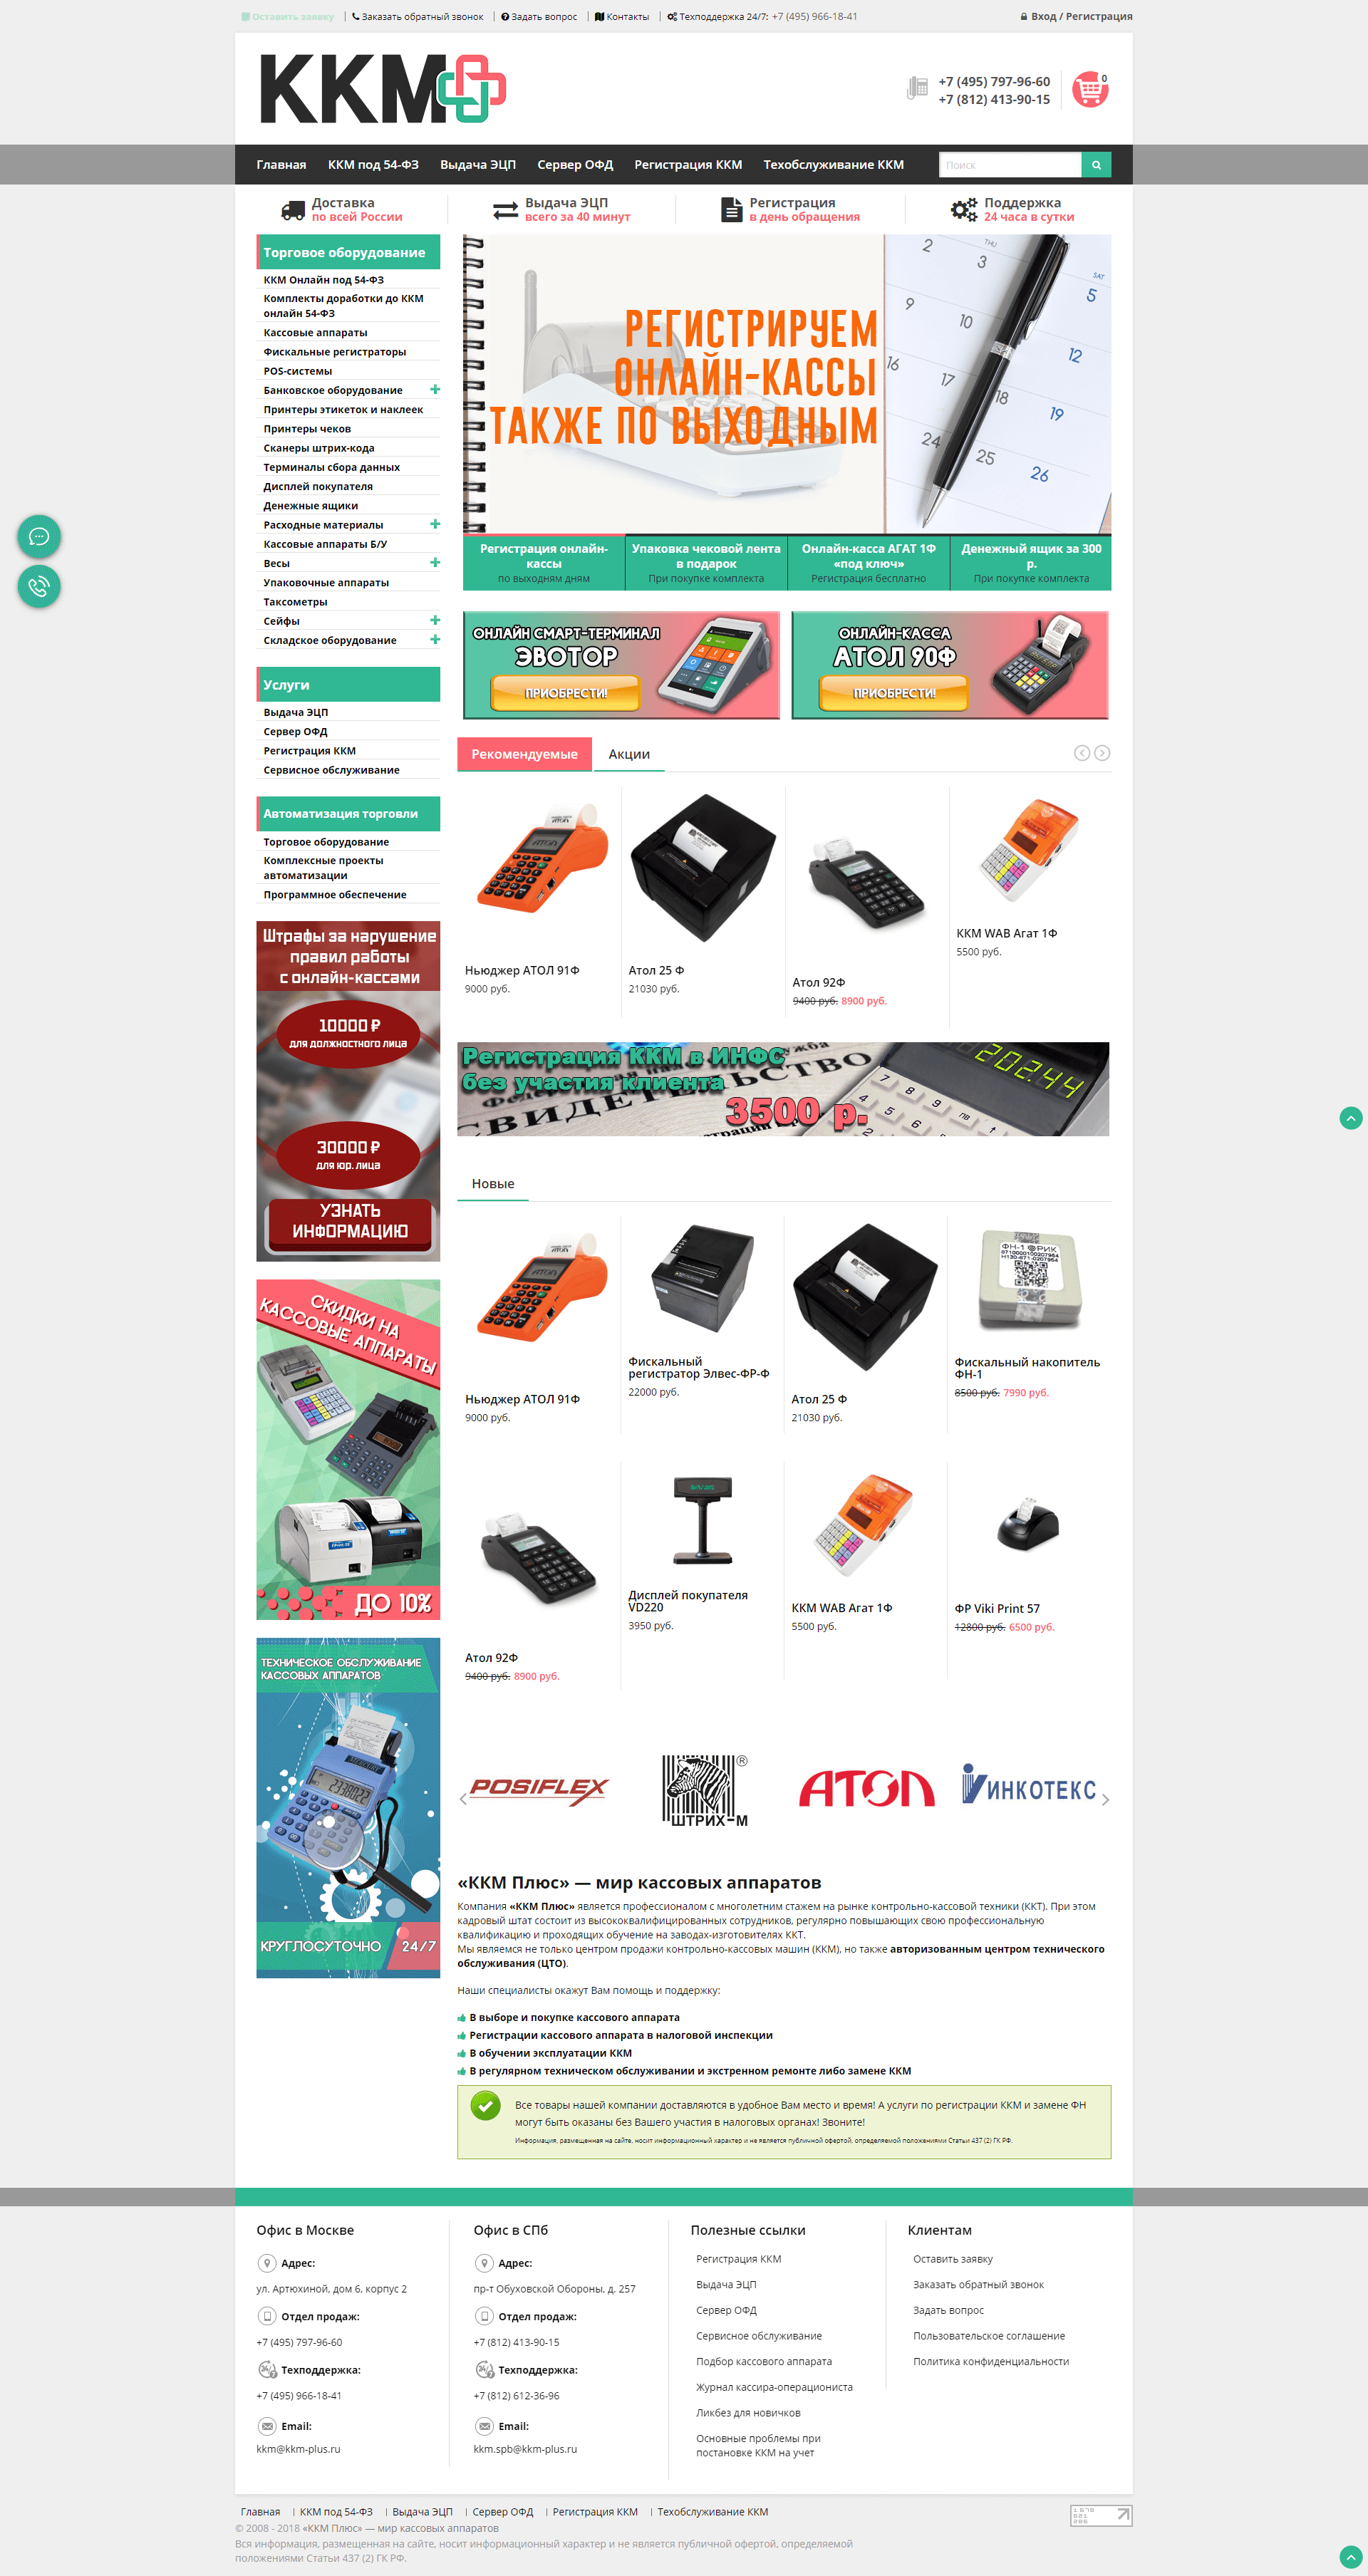 Оставить заявку
Заказать обратный звонок
Задать вопрос
Контакты
Техподдержка 24/7: +7 (495) 966-18-41
Вход / Регистрация
ККМ
+7 (495) 797-96-60
+7 (812) 413-90-15
0
Главная
ККМ под 54-ФЗ
Выдача ЭЦП
Сервер ОФД
Регистрация ККМ
Техобслуживание ККМ
Поиск
Доставка
по всей России
Выдача ЭЦП
всего за 40 минут
Регистрация
в день обращения
Поддержка
24 часа в сутки
Торговое оборудование
ККМ Онлайн под 54-ФЗ
Комплекты доработки до ККМ
онлайн 54-ФЗ
Кассовые аппараты
Фискальные регистраторы
POS-системы
Банковское оборудование
Принтеры этикеток и наклеек
Принтеры чеков
Сканеры штрих-кода
Терминалы сбора данных
Дисплей покупателя
Денежные ящики
Расходные материалы
Кассовые аппараты Б/У
Весы
Упаковочные аппараты
Таксометры
Сейфы
Складское оборудование
Услуги
Выдача ЭЦП
Сервер ОФД
Регистрация ККМ
Сервисное обслуживание
Автоматизация торговли
Торговое оборудование
Комплексные проекты
автоматизации
Программное обеспечение
Штрафы за нарушение
правил работы
с онлайн-кассами
10000 ₽
для должностного лица
30000 ₽
для юр. лица
УЗНАТЬ
ИНФОРМАЦИЮ
СКИДКИ НА
КАССОВЫЕ АППАРАТЫ
ДО 10%
ТЕХНИЧЕСКОЕ ОБСЛУЖИВАНИЕ
КАССОВЫХ АППАРАТОВ
КРУГЛОСУТОЧНО 24/7
РЕГИСТРИРУЕМ
ОНЛАЙН-КАССЫ
ТАКЖЕ ПО ВЫХОДНЫМ
THU
SAT
2
3
5
9
10
12
16
17
18
19
24
25
26
Регистрация онлайн-
кассы
по выходням дням
Упаковка чековой лента
в подарок
При покупке комплекта
Онлайн-касса АГАТ 1Ф
«под ключ»
Регистрация бесплатно
Денежный ящик за 300
р.
При покупке комплекта
ОНЛАЙН СМАРТ-ТЕРМИНАЛ
ЭВОТОР
ПРИОБРЕСТИ!
ОНЛАЙН-КАССА
АТОЛ 90Ф
ПРИОБРЕСТИ!
Рекомендуемые
Акции
Ньюджер АТОЛ 91Ф
9000 руб.
Атол 25 Ф
21030 руб.
Атол 92Ф
9400 руб. 8900 руб.
ККМ WAB Агат 1Ф
5500 руб.
Регистрация ККМ в ИНФС
без участия клиента
3500 р.
202.44
Новые
Ньюджер АТОЛ 91Ф
9000 руб.
Фискальный
регистратор Элвес-ФР-Ф
22000 руб.
Атол 25 Ф
21030 руб.
ФН-1 РИК
Фискальный накопитель
ФН-1
8500 руб. 7990 руб.
Атол 92Ф
9400 руб. 8900 руб.
Дисплей покупателя
VD220
3950 руб.
ККМ WAB Агат 1Ф
5500 руб.
ФР Viki Print 57
12800 руб. 6500 руб.
POSIFLEX
ШТРИХ-М
®
АТОЛ
ИНКОТЕКС
«ККМ Плюс» — мир кассовых аппаратов
Компания «ККМ Плюс» является профессионалом с многолетним стажем на рынке контрольно-кассовой техники (ККТ). При этом
кадровый штат состоит из высококвалифицированных сотрудников, регулярно повышающих свою профессиональную
квалификацию и проходящих обучение на заводах-изготовителях ККТ.
Мы являемся не только центром продажи контрольно-кассовых машин (ККМ), но также авторизованным центром технического
обслуживания (ЦТО).
Наши специалисты окажут Вам помощь и поддержку:
В выборе и покупке кассового аппарата
Регистрации кассового аппарата в налоговой инспекции
В обучении эксплуатации ККМ
В регулярном техническом обслуживании и экстренном ремонте либо замене ККМ
Все товары нашей компании доставляются в удобное Вам место и время! А услуги по регистрации ККМ и замене ФН
могут быть оказаны без Вашего участия в налоговых органах! Звоните!
Информация, размещенная на сайте, носит информационный характер и не является публичной офертой, определяемой положениями Статьи 437 (2) ГК РФ.
Офис в Москве
Адрес:
ул. Артюхиной, дом 6, корпус 2
Отдел продаж:
+7 (495) 797-96-60
Техподдержка:
+7 (495) 966-18-41
Email:
kkm@kkm-plus.ru
Офис в СПб
Адрес:
пр-т Обуховской Обороны, д. 257
Отдел продаж:
+7 (812) 413-90-15
Техподдержка:
+7 (812) 612-36-96
Email:
kkm.spb@kkm-plus.ru
Полезные ссылки
Регистрация ККМ
Выдача ЭЦП
Сервер ОФД
Сервисное обслуживание
Подбор кассового аппарата
Журнал кассира-операциониста
Ликбез для новичков
Основные проблемы при
постановке ККМ на учет
Клиентам
Оставить заявку
Заказать обратный звонок
Задать вопрос
Пользовательское соглашение
Политика конфиденциальности
Главная
ККМ под 54-ФЗ
Выдача ЭЦП
Сервер ОФД
Регистрация ККМ
Техобслуживание ККМ
© 2008 - 2018 «ККМ Плюс» — мир кассовых аппаратов
Вся информация, размещенная на сайте, носит информационный характер и не является публичной офертой, определяемой
положениями Статьи 437 (2) ГК РФ.